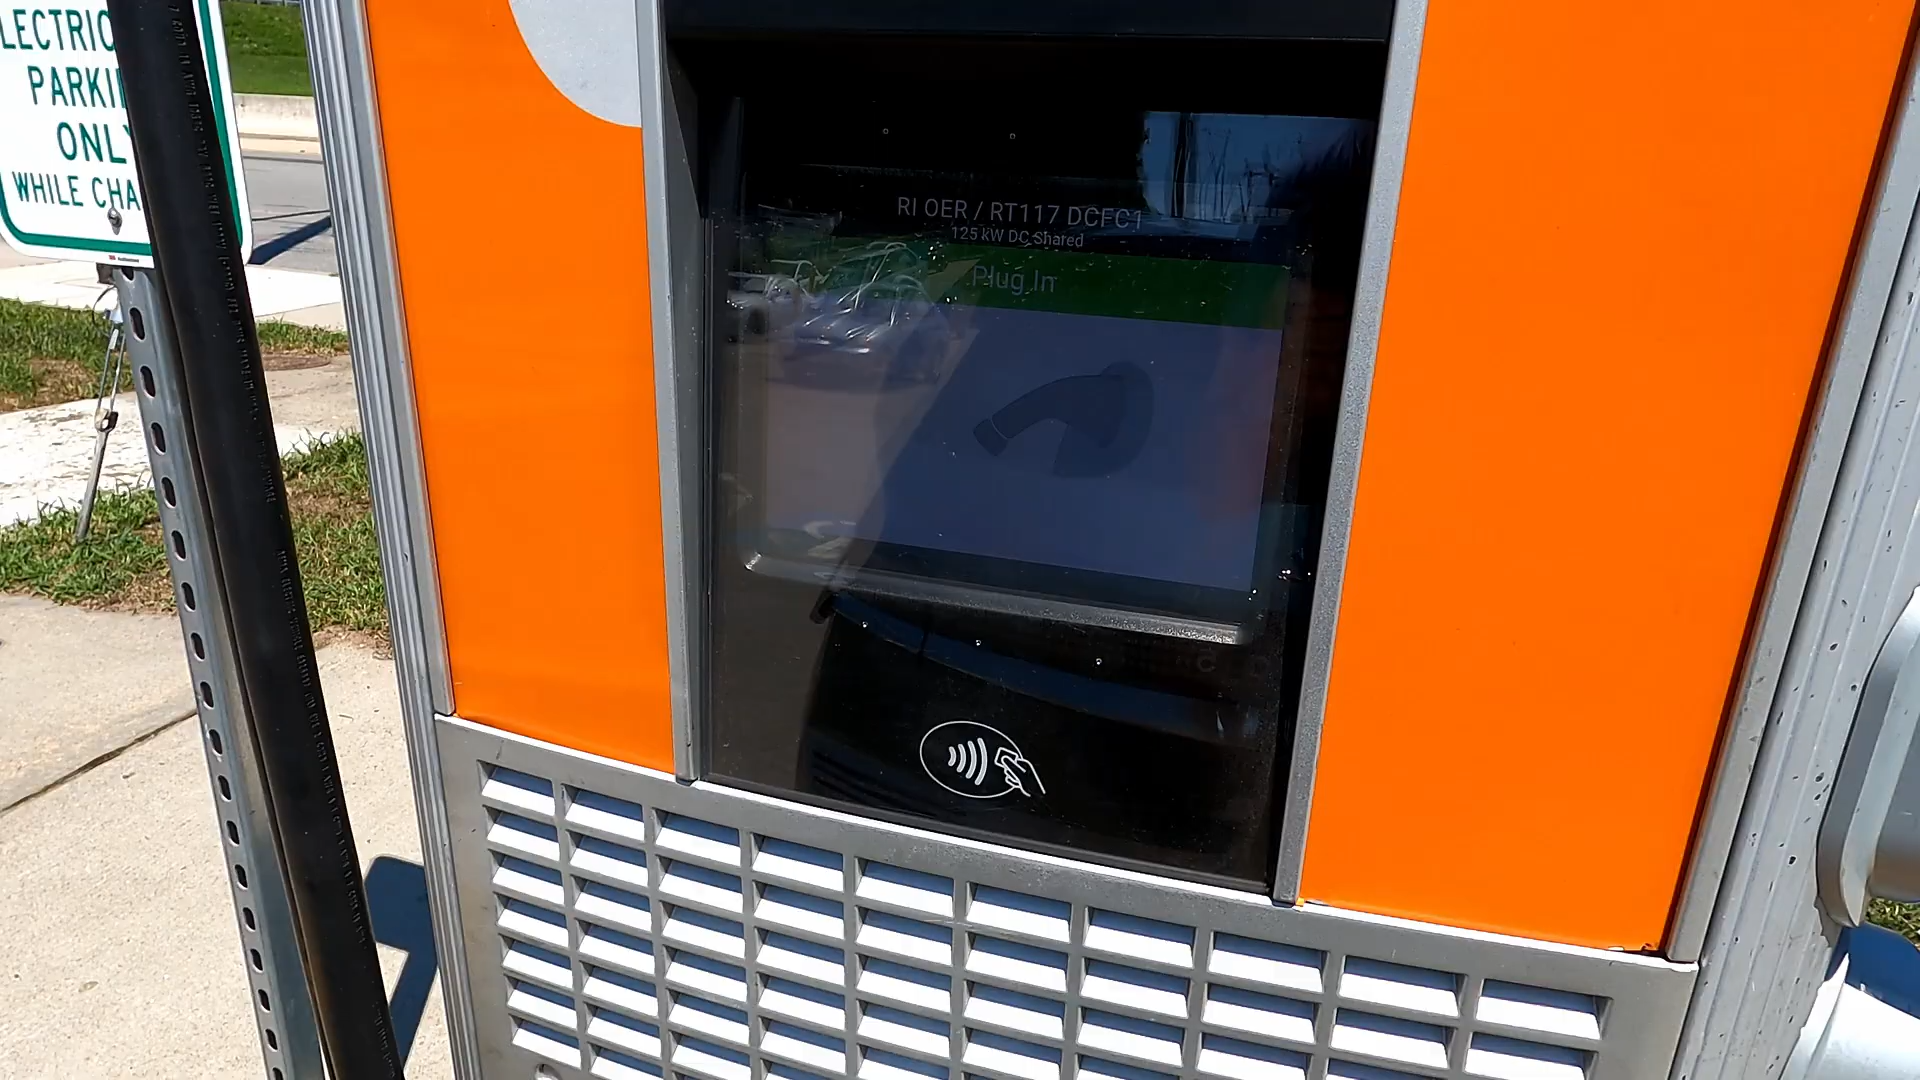 LECTRIC
PARKI
ONLY
WHILE CHA
RI OER / RT117 DCFC1
125 kW DC Shared
Plug In